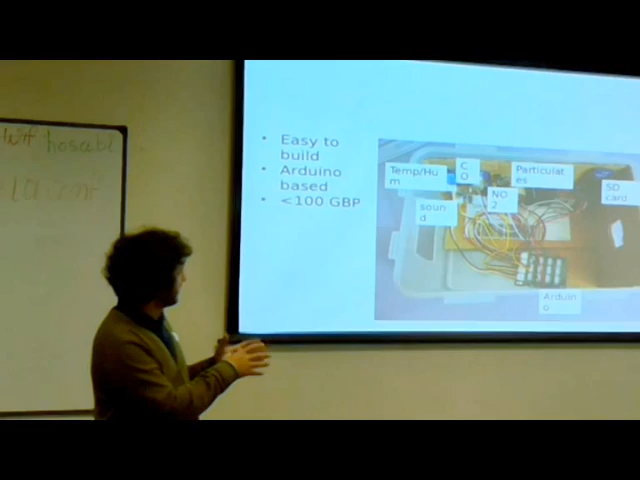 • Easy to
build
• Arduino
based
• <100 GBP
Temp/Hu
m
C
O
Particulat
es
NO
2
SD
card
soun
d
Arduin
o